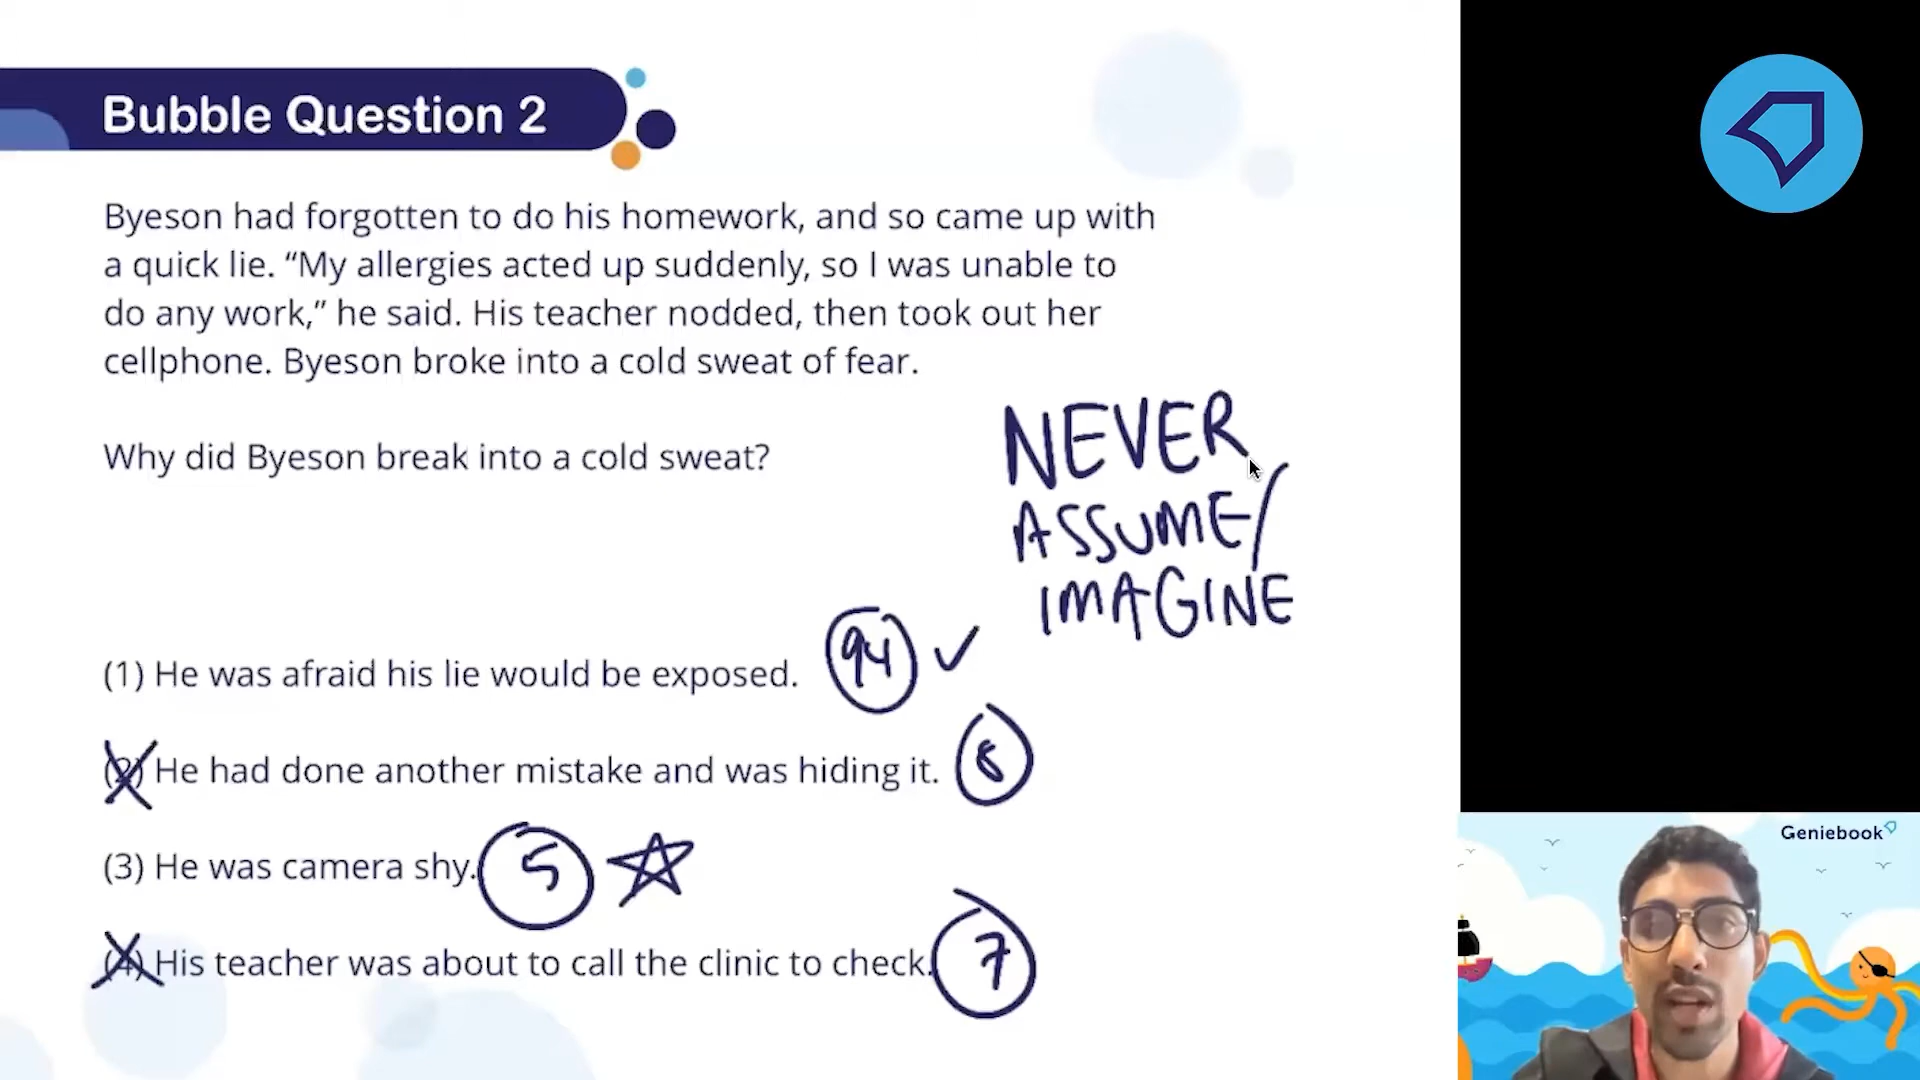 Bubble Question 2
Byeson had forgotten to do his homework, and so came up with
a quick lie. “My allergies acted up suddenly, so I was unable to
do any work,” he said. His teacher nodded, then took out her
cellphone. Byeson broke into a cold sweat of fear.
Why did Byeson break into a cold sweat?
NEVER
ASSUME/
IMAGINE
(1) He was afraid his lie would be exposed. 94
(2) He had done another mistake and was hiding it. 8
(3) He was camera shy. 5
(4) His teacher was about to call the clinic to check. 7
Geniebook